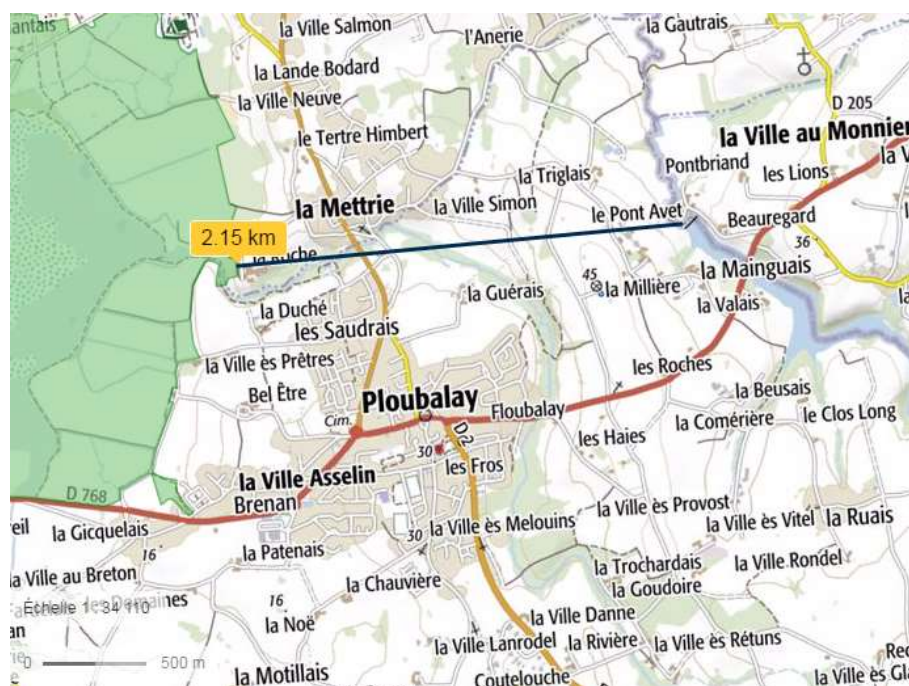 la Ville Salmon
la Gautrais
l'Anerie
la Lande Bodard
la Ville Neuve
D 205
le Tertre Himbert
la Ville au Monnier
Pontbriand
la Triglais
les Lions
la Mettrie
la Ville Simon
le Pont Avet
Beauregard
2.15 km
36
la Mainguais
45
la Guérais
la Millière
la Duché
la Valais
les Saudrais
la Ville ès Prêtres
les Roches
Bel Être
la Beusais
Ploubalay
Floubalay
la Comérière
le Clos Long
Cim.
D 2
les Haies
30
les Fros
la Ville Asselin
D 768
Brenan
la Ville ès Provost
la Gicquelais
30
la Ville ès Melouins
la Ville ès Vitel
la Ruais
16
la Patenais
la Trochardais
la Ville Rondel
la Ville au Breton
la Chauvière
la Goudoire
Échelle 1 : 34 110
16
la Noë
la Ville Danne
la Ville Lanrodel
la Rivière
la Ville ès Rétuns
0
500 m
la Motillais
Coutelouche